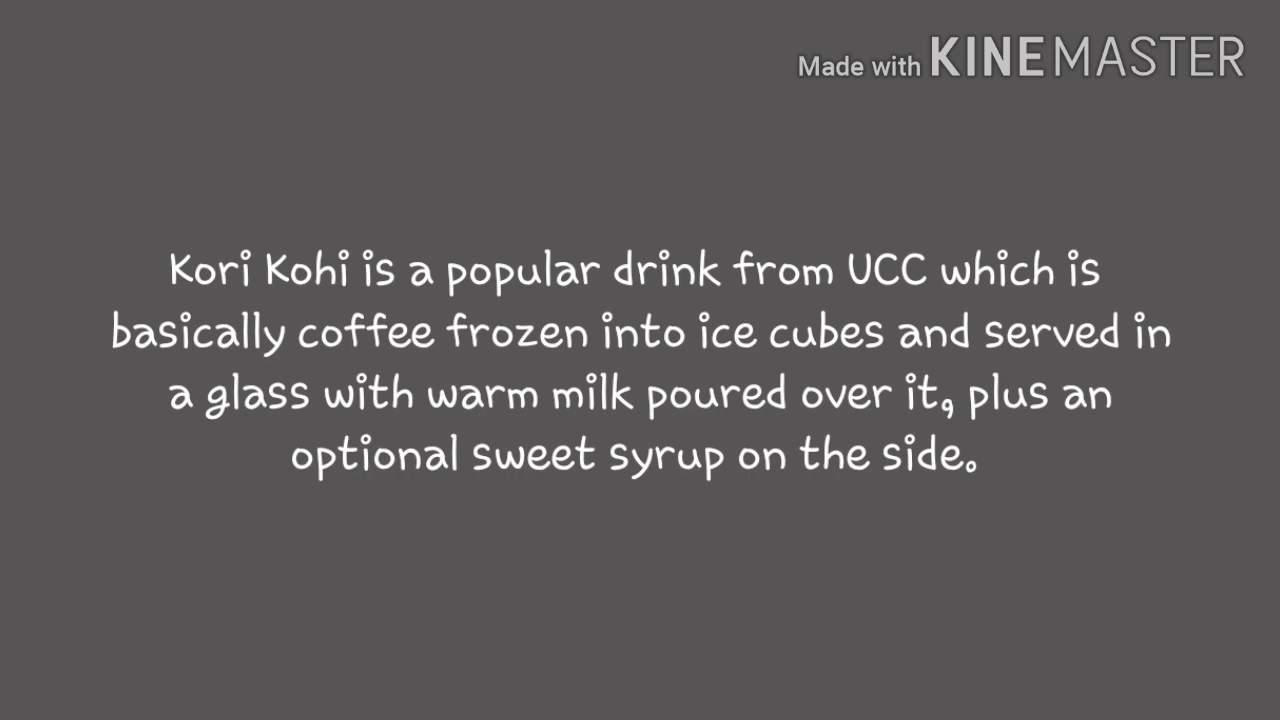 Made with KINEMASTER
Kori Kohi is a popular drink from UCC which is
basically coffee frozen into ice cubes and served in
a glass with warm milk poured over it, plus an
optional sweet syrup on the side.